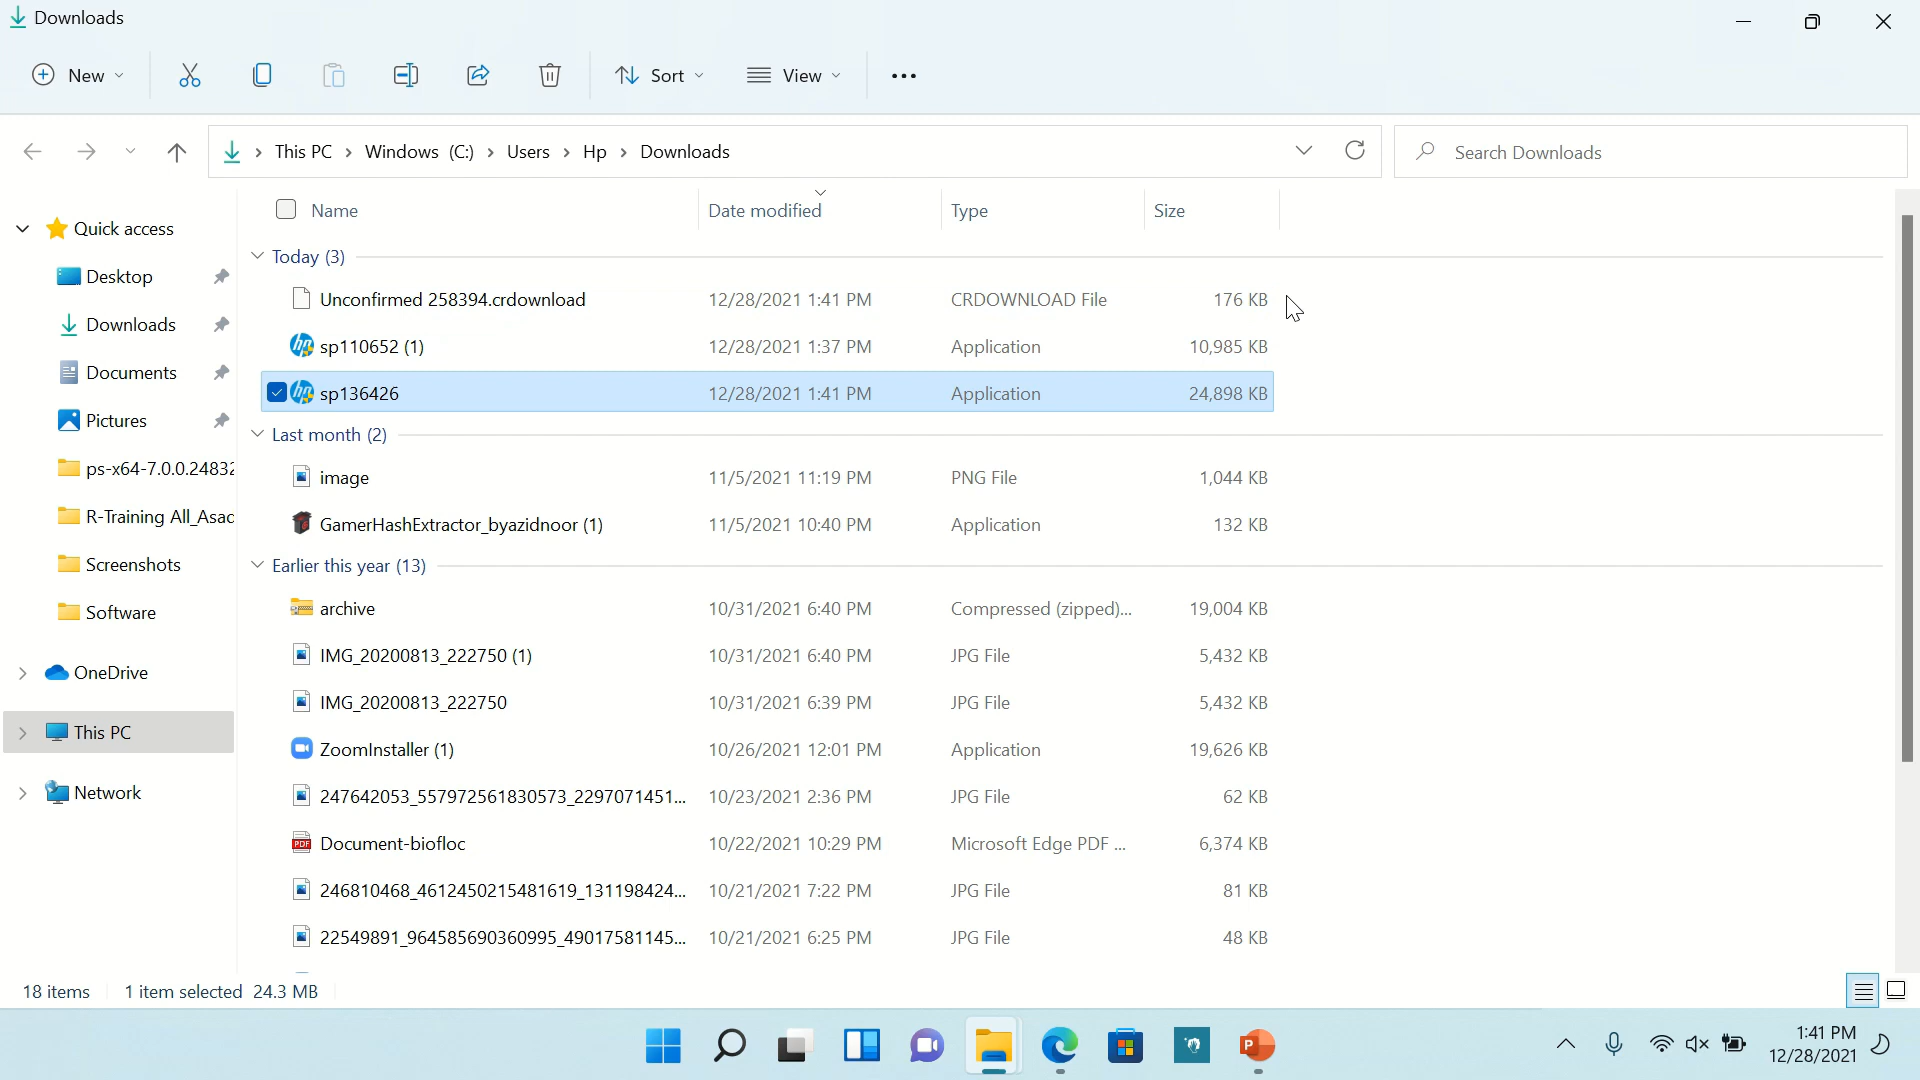 Downloads
New
Sort
View
This PC > Windows (C:) > Users > Hp > Downloads
Search Downloads
Name Date modified Type Size
Quick access
Desktop
Downloads
Documents
Pictures
ps-x64-7.0.0.24832
R-Training All_Asad
Screenshots
Software
OneDrive
This PC
Network
Today (3)
Unconfirmed 258394.crdownload 12/28/2021 1:41 PM CRDOWNLOAD File 176 KB
sp110652 (1) 12/28/2021 1:37 PM Application 10,985 KB
sp136426 12/28/2021 1:41 PM Application 24,898 KB
Last month (2)
image 11/5/2021 11:19 PM PNG File 1,044 KB
GamerHashExtractor_byazidnoor (1) 11/5/2021 10:40 PM Application 132 KB
Earlier this year (13)
archive 10/31/2021 6:40 PM Compressed (zipped)... 19,004 KB
IMG_20200813_222750 (1) 10/31/2021 6:40 PM JPG File 5,432 KB
IMG_20200813_222750 10/31/2021 6:39 PM JPG File 5,432 KB
ZoomInstaller (1) 10/26/2021 12:01 PM Application 19,626 KB
247642053_557972561830573_2297071451... 10/23/2021 2:36 PM JPG File 62 KB
Document-biofloc 10/22/2021 10:29 PM Microsoft Edge PDF ... 6,374 KB
246810468_4612450215481619_131198424... 10/21/2021 7:22 PM JPG File 81 KB
22549891_964585690360995_49017581145... 10/21/2021 6:25 PM JPG File 48 KB
18 items 1 item selected 24.3 MB
1:41 PM
12/28/2021